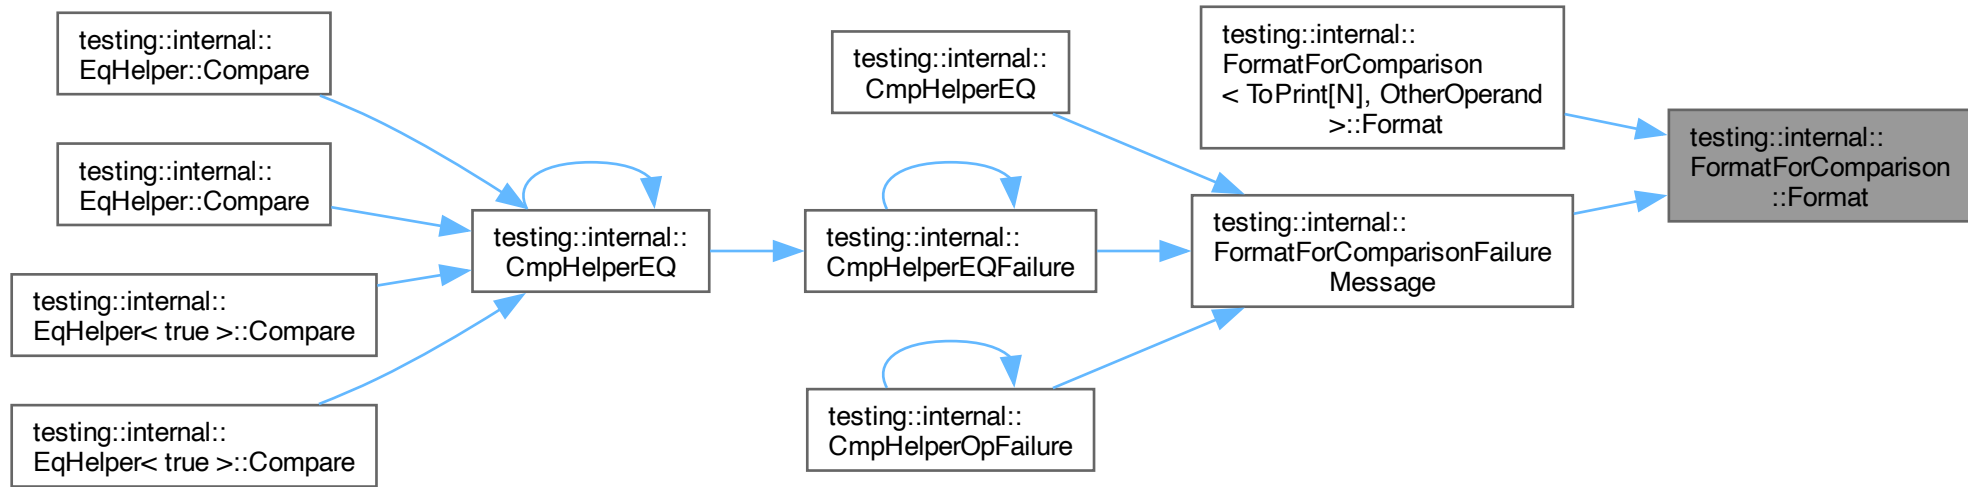 testing::internal::
EqHelper::Compare
testing::internal::
EqHelper::Compare
testing::internal::
EqHelper< true >::Compare
testing::internal::
EqHelper< true >::Compare
testing::internal::
CmpHelperEQ
testing::internal::
CmpHelperEQ
testing::internal::
CmpHelperEQFailure
testing::internal::
CmpHelperOpFailure
testing::internal::
FormatForComparison
< ToPrint[N], OtherOperand
>::Format
testing::internal::
FormatForComparisonFailure
Message
testing::internal::
FormatForComparison
::Format